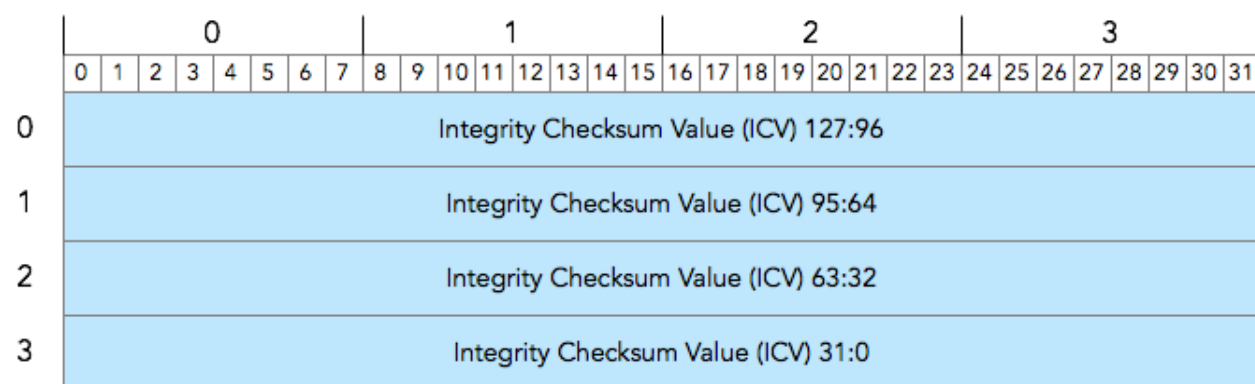 0 1 2 3
0 1 2 3 4 5 6 7 8 9 10 11 12 13 14 15 16 17 18 19 20 21 22 23 24 25 26 27 28 29 30 31
0 Integrity Checksum Value (ICV) 127:96
1 Integrity Checksum Value (ICV) 95:64
2 Integrity Checksum Value (ICV) 63:32
3 Integrity Checksum Value (ICV) 31:0